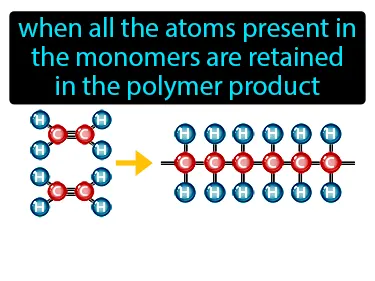 when all the atoms present in
the monomers are retained
in the polymer product
H H H H H H H H
C C C C C C C C
H H H H H H H H
H H
C C
H H